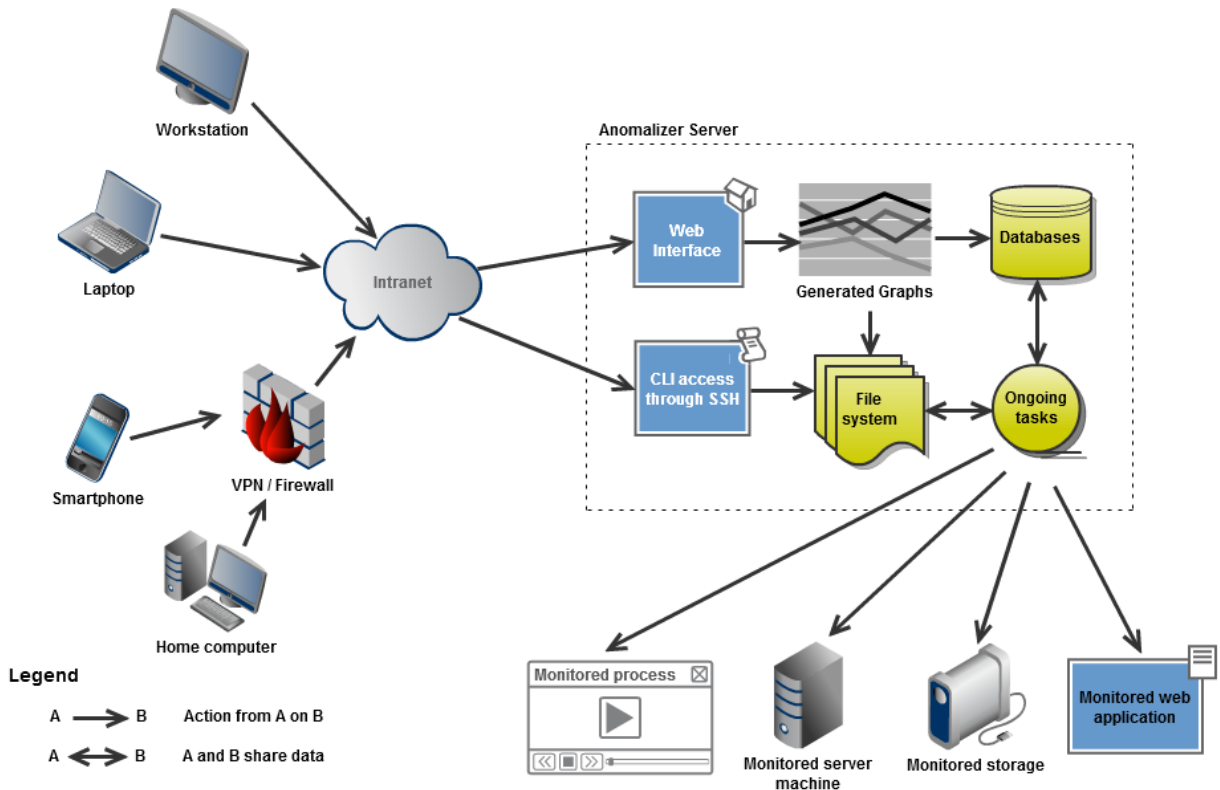 Workstation
Anomalizer Server
Web
Interface
Databases
Laptop
Intranet
Generated Graphs
CLI access
through SSH
File
system
Ongoing
tasks
Smartphone
VPN / Firewall
Home computer
Legend
A B Action from A on B
A B A and B share data
Monitored process
Monitored server
machine
Monitored storage
Monitored web
application